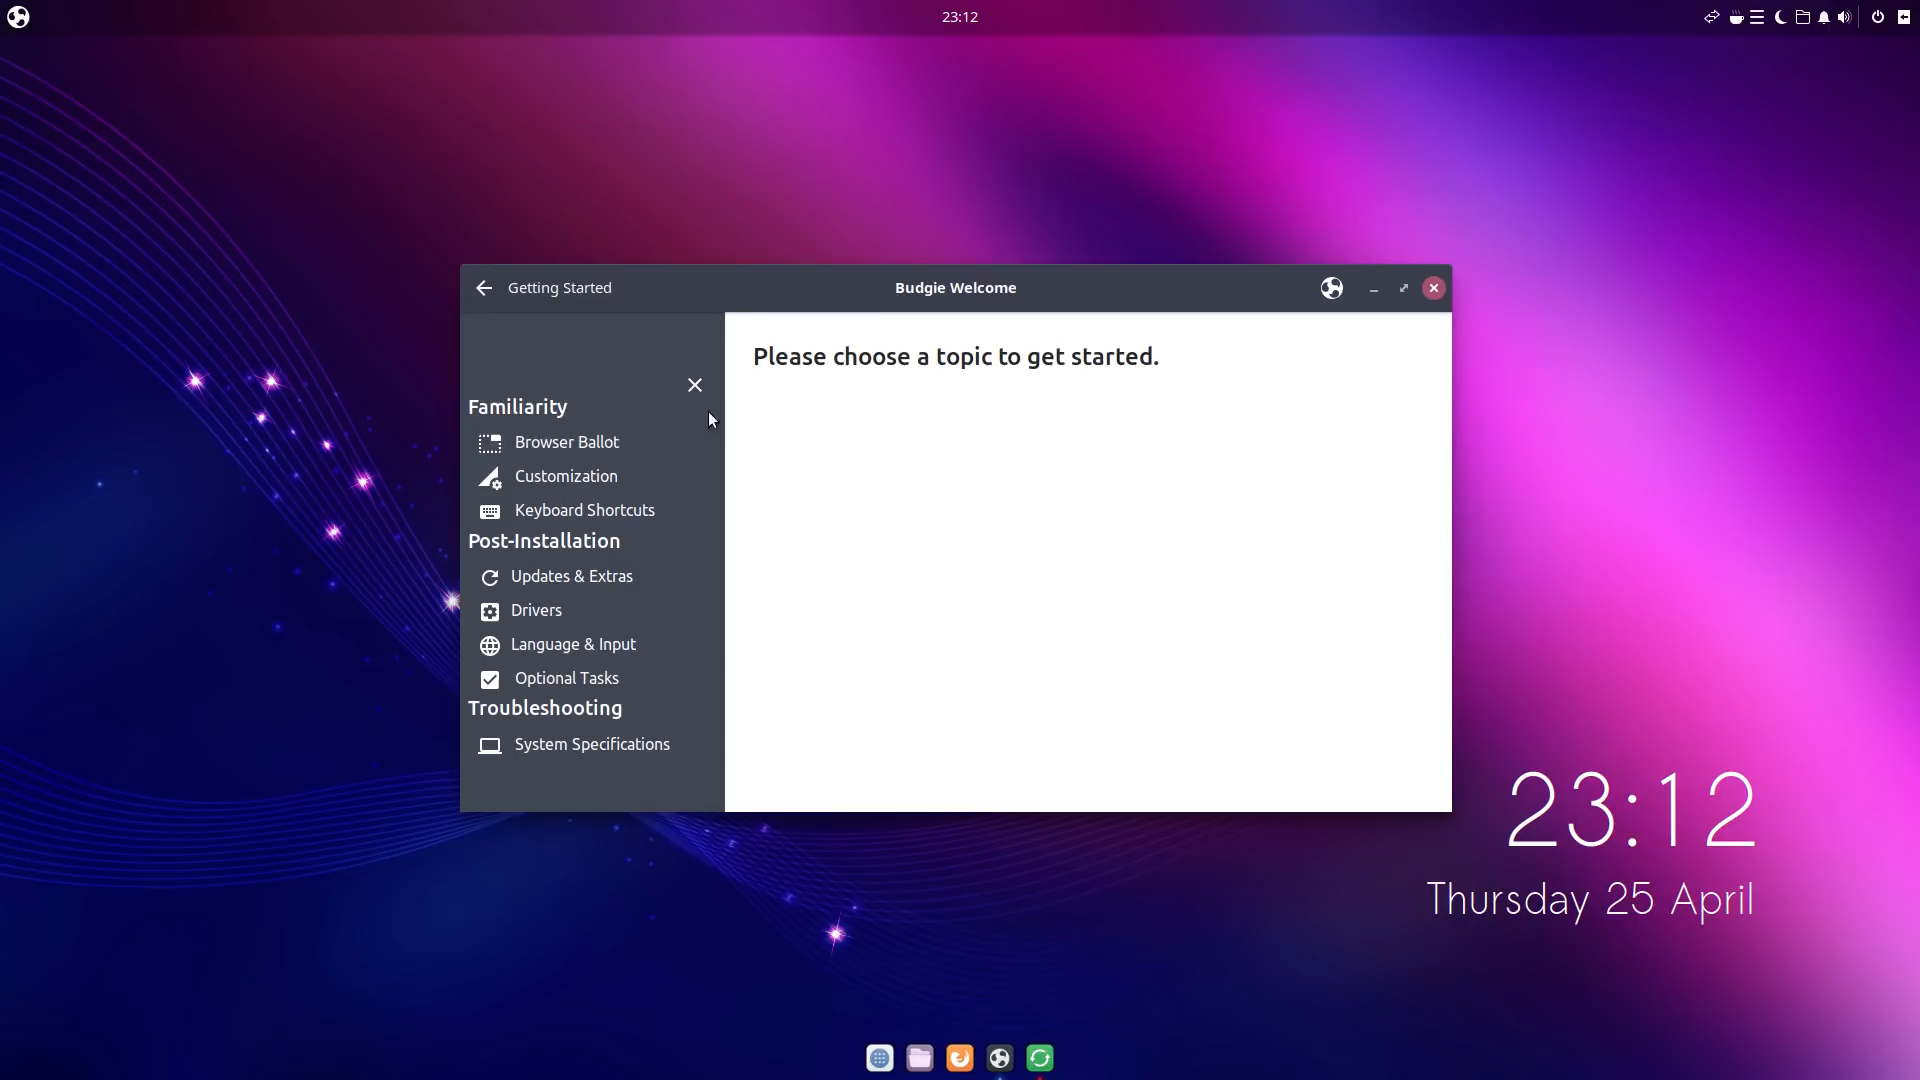 23:12
Getting Started
Budgie Welcome
Please choose a topic to get started.
Familiarity
Browser Ballot
Customization
Keyboard Shortcuts
Post-Installation
Updates & Extras
Drivers
Language & Input
Optional Tasks
Troubleshooting
System Specifications
23:12
Thursday 25 April